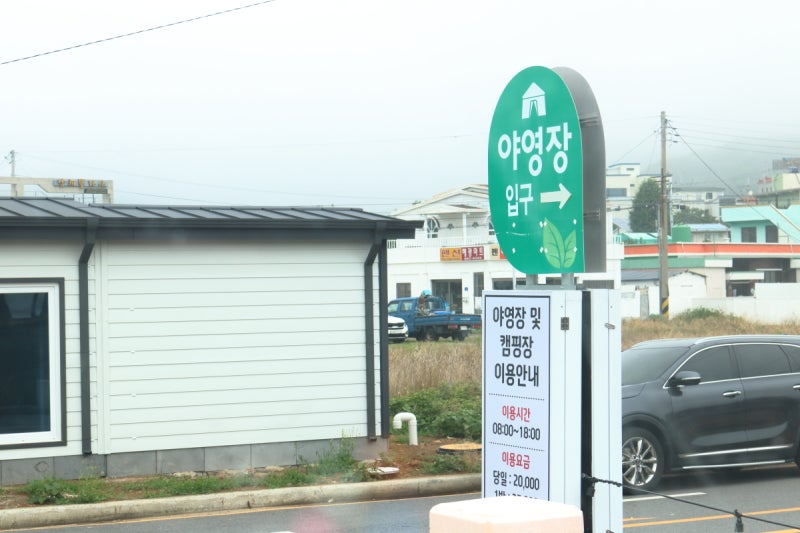 야영장
입구 →
야영장 및
캠핑장
이용안내
이용시간
08:00~18:00
이용요금
당일 : 20,000